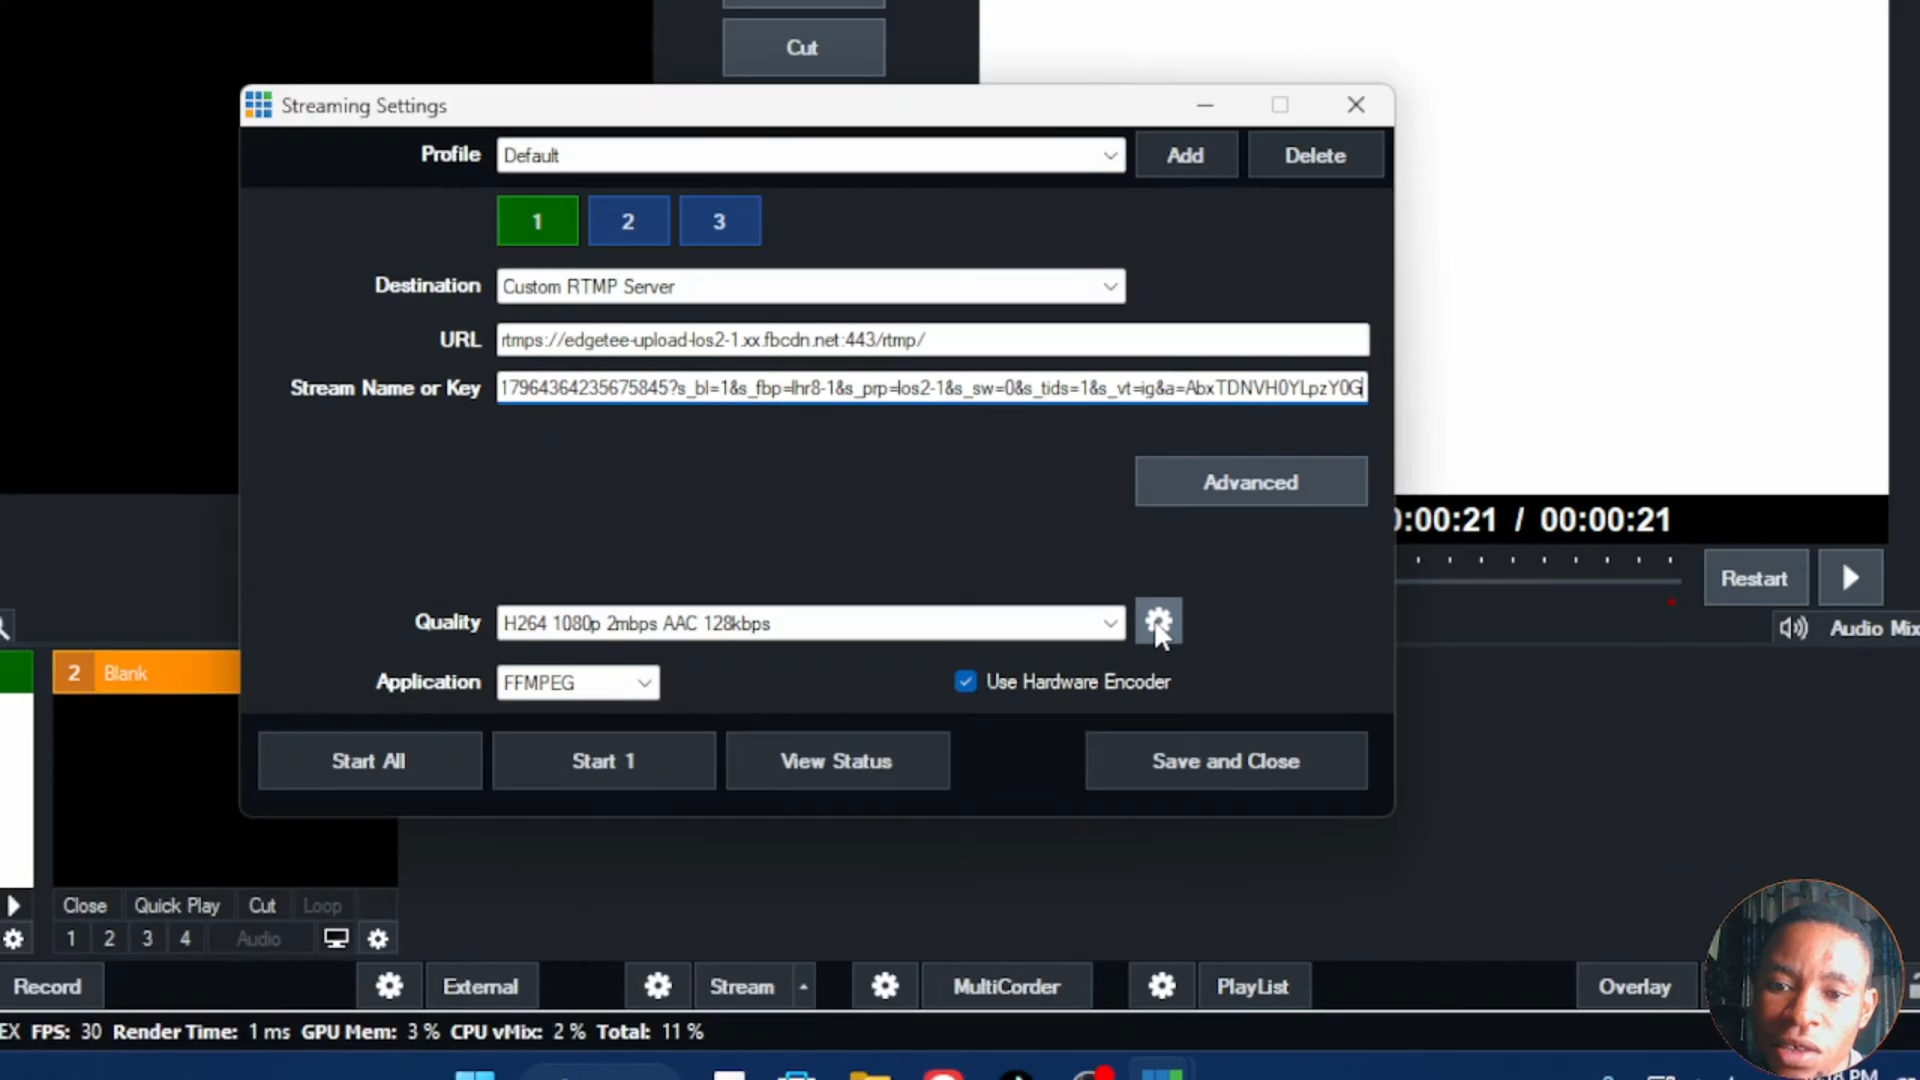 Cut
Streaming Settings
Profile Default Add Delete
1 2 3
Destination Custom RTMP Server
URL rtmps://edgetee-upload-los2-1.xx.fbcdn.net:443/rtmp/
Stream Name or Key 17964364235675845?s_bl=1&s_fbp=lhr8-1&s_prp=los2-1&s_sw=0&s_tids=1&s_vt=ig&a=AbxTDNVH0YLpzY0G
Advanced
:00:21 / 00:00:21
Restart
Quality H264 1080p 2mbps AAC 128kbps
Audio Mix
2 Blank
Application FFMPEG Use Hardware Encoder
Start All Start 1 View Status Save and Close
Close Quick Play Cut Loop
1 2 3 4 Audio
Record External Stream MultiCorder PlayList Overlay
EX FPS: 30 Render Time: 1 ms GPU Mem: 3 % CPU vMix: 2 % Total: 11 %
PM